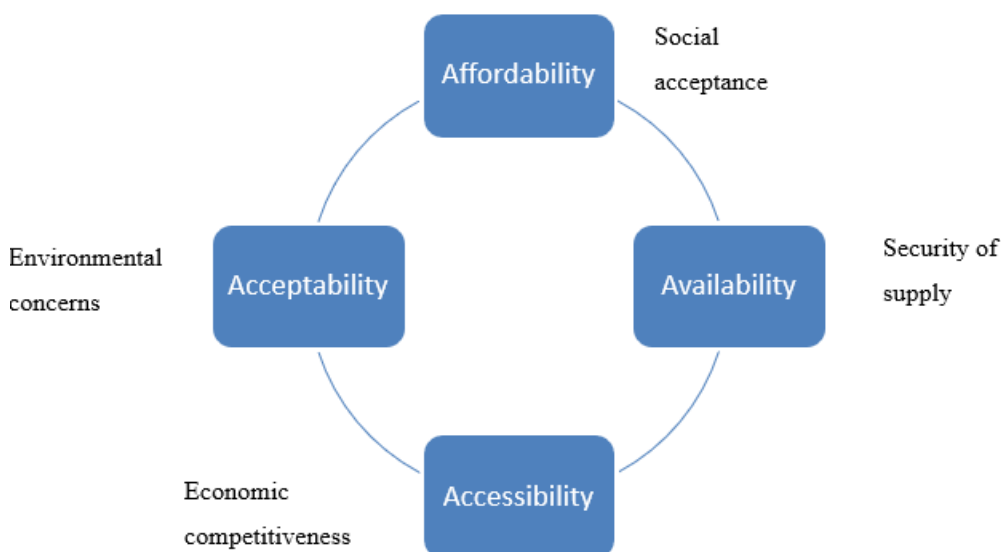 Affordability
Social
acceptance
Environmental
concerns
Acceptability
Availability
Security of
supply
Accessibility
Economic
competitiveness